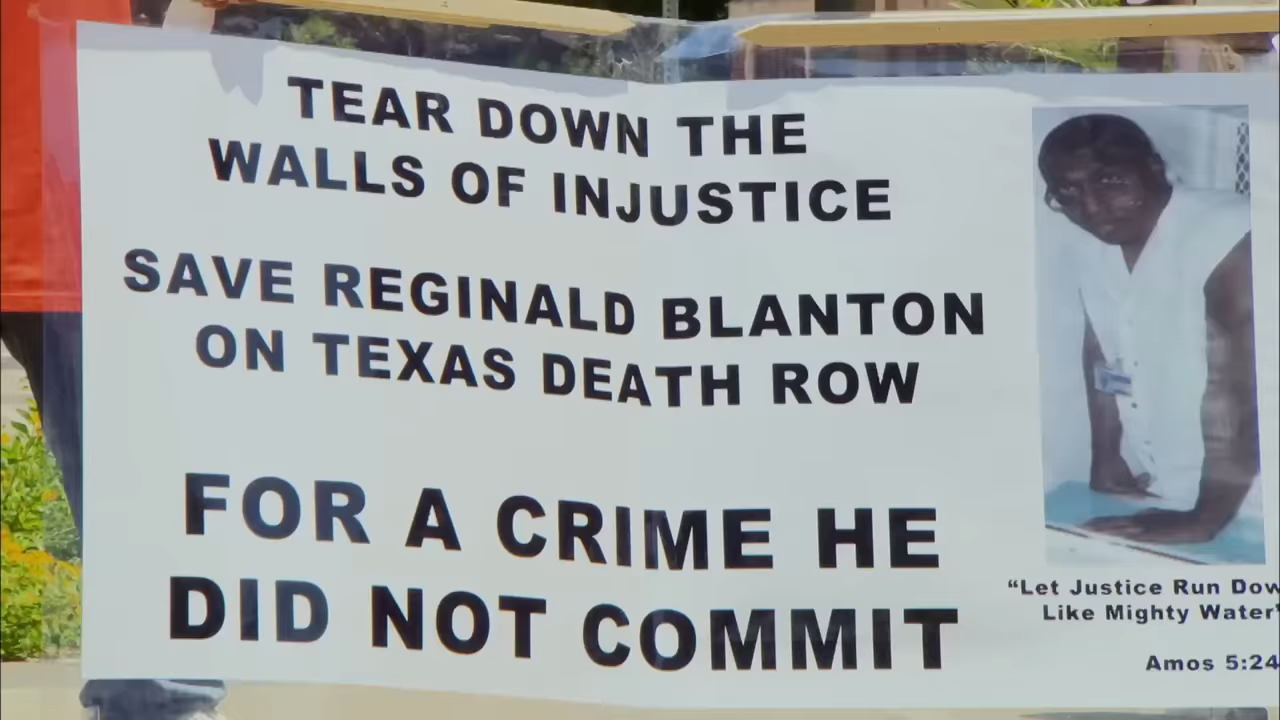 TEAR DOWN THE
WALLS OF INJUSTICE
SAVE REGINALD BLANTON
ON TEXAS DEATH ROW
FOR A CRIME HE
DID NOT COMMIT
“Let Justice Run Dow
Like Mighty Water
Amos 5:24